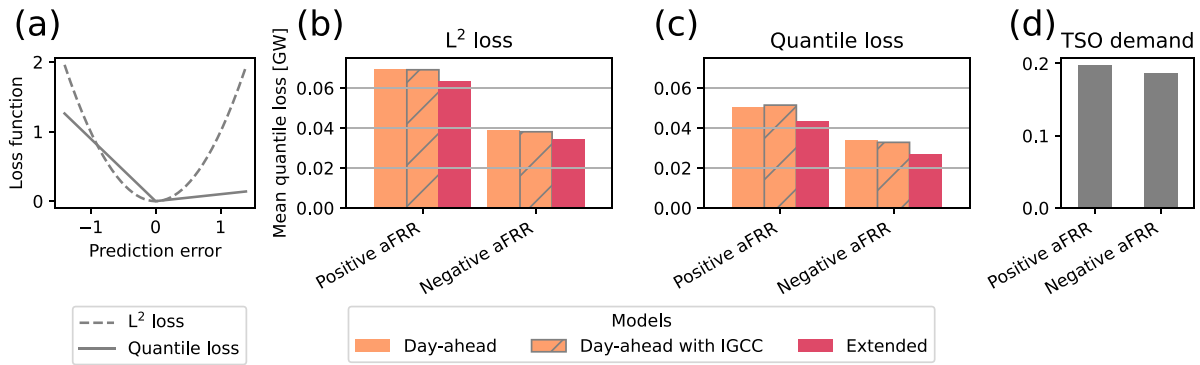 (a)
Loss function
2
1
0
−1
0
1
Prediction error
L² loss
Quantile loss
(b)
L² loss
Mean quantile loss [GW]
0.06
0.04
0.02
0.00
Positive aFRR
Negative aFRR
(c)
Quantile loss
0.06
0.04
0.02
0.00
Positive aFRR
Negative aFRR
(d)
TSO demand
0.2
0.1
0.0
Positive aFRR
Negative aFRR
Models
Day-ahead
Day-ahead with IGCC
Extended